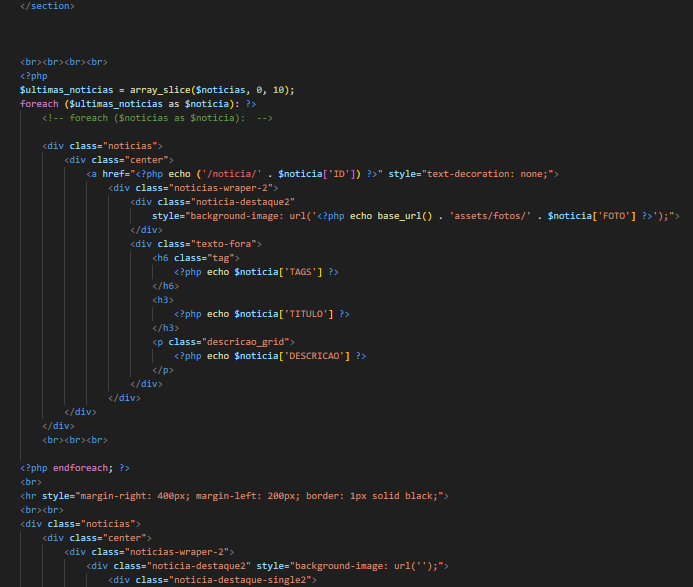 </section>
<br><br><br><br>
<?php
$ultimas_noticias = array_slice($noticias, 0, 10);
foreach ($ultimas_noticias as $noticia): ?>
<!-- foreach ($noticias as $noticia):  -->
<div class="noticias">
<div class="center">
<a href="<?php echo ('/noticia/' . $noticia['ID']) ?>" style="text-decoration: none;">
<div class="noticias-wraper-2">
<div class="noticia-destaque2"
style="background-image: url('<?php echo base_url() . 'assets/fotos/' . $noticia['FOTO'] ?>');">
</div>
<div class="texto-fora">
<h6 class="tag">
<?php echo $noticia['TAGS'] ?>
</h6>
<h3>
<?php echo $noticia['TITULO'] ?>
</h3>
<p class="descricao_grid">
<?php echo $noticia['DESCRICAO'] ?>
</p>
</div>
</div>
</div>
</div>
<br><br><br>
<?php endforeach; ?>
<br>
<hr style="margin-right: 400px; margin-left: 200px; border: 1px solid black;">
<br><br>
<div class="noticias">
<div class="center">
<div class="noticias-wraper-2">
<div class="noticia-destaque2" style="background-image: url('');">
<div class="noticia-destaque-single2">